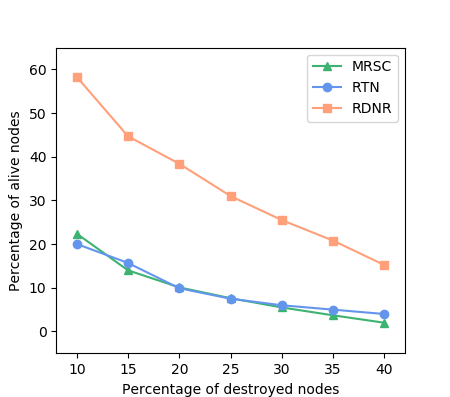 MRSC
RTN
RDNR
60
50
40
30
20
10
0
Percentage of alive nodes
10 15 20 25 30 35 40
Percentage of destroyed nodes